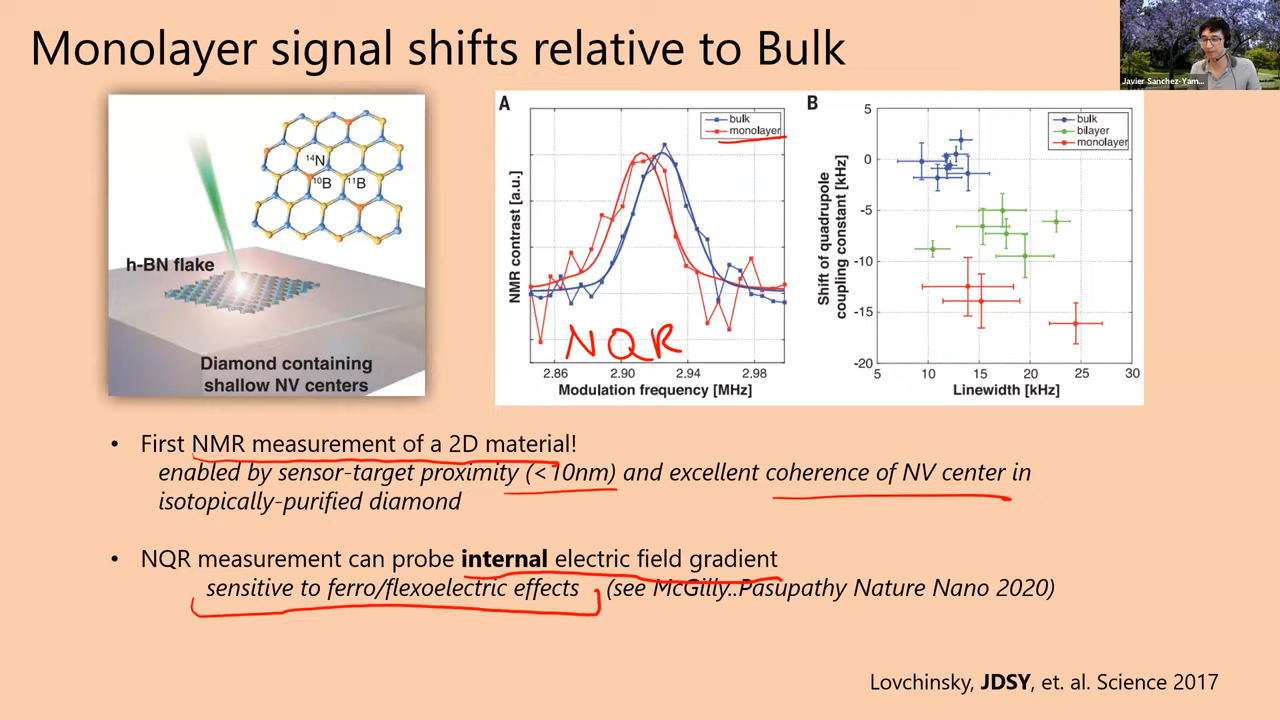 Monolayer signal shifts relative to Bulk
Javier Sanchez-Yam...
¹⁴N
¹⁰B
¹¹B
h-BN flake
Diamond containing
shallow NV centers
A
bulk
monolayer
NMR contrast [a.u.]
NQR
2.86
2.90
2.94
2.98
Modulation frequency [MHz]
B
bulk
bilayer
monolayer
Shift of quadrupole
coupling constant [kHz]
5
0
-5
-10
-15
-20
5
10
15
20
25
30
Linewidth [kHz]
• First NMR measurement of a 2D material!
enabled by sensor-target proximity (<10nm) and excellent coherence of NV center in
isotopically-purified diamond
• NQR measurement can probe internal electric field gradient
sensitive to ferro/flexoelectric effects (see McGilly..Pasupathy Nature Nano 2020)
Lovchinsky, JDSY, et. al. Science 2017